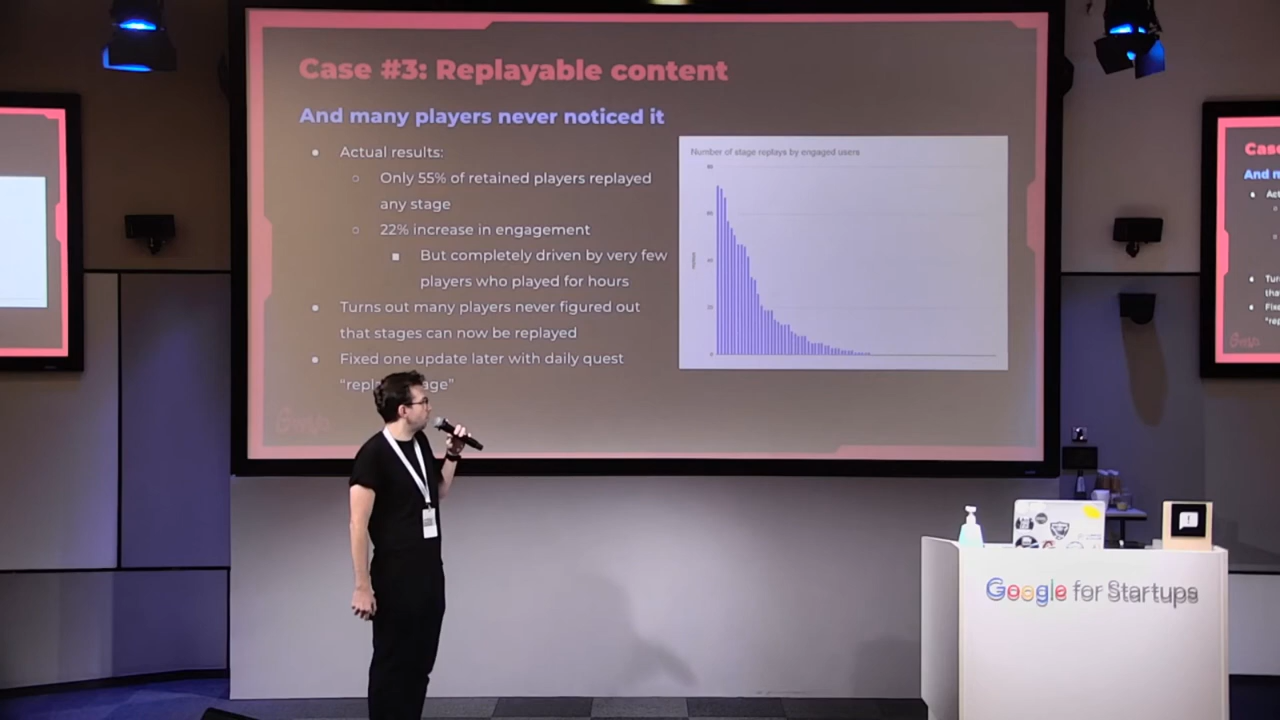 Case #3: Replayable content
And many players never noticed it
Actual results:
Only 55% of retained players replayed
any stage
22% increase in engagement
But completely driven by very few
players who played for hours
Turns out many players never figured out
that stages can now be replayed
Fixed one update later with daily quest
Number of stage replays by engaged users
Google for Startups
Case
And m